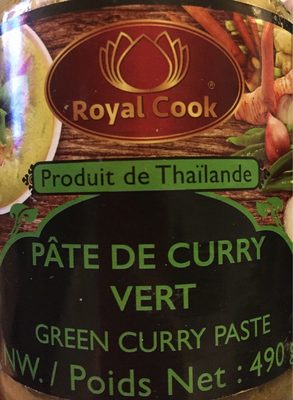 Royal Cook
Produit de Thaïlande
PÂTE DE CURRY
VERT
GREEN CURRY PASTE
NW. / Poids Net : 490